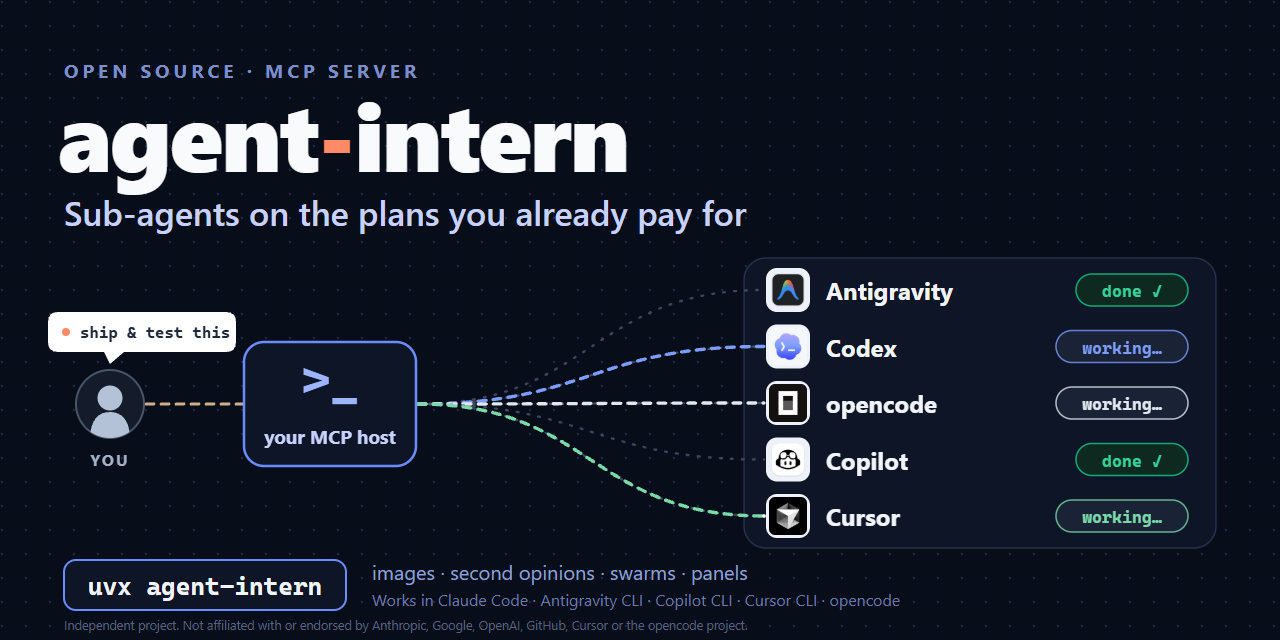 OPEN SOURCE · MCP SERVER
agent-intern
Sub-agents on the plans you already pay for
ship & test this
YOU
>_
your MCP host
Antigravity
done ✓
Codex
working…
opencode
working…
Copilot
done ✓
Cursor
working…
uvx agent-intern
images · second opinions · swarms · panels
Works in Claude Code · Antigravity CLI · Copilot CLI · Cursor CLI · opencode
Independent project. Not affiliated with or endorsed by Anthropic, Google, OpenAI, GitHub, Cursor or the opencode project.